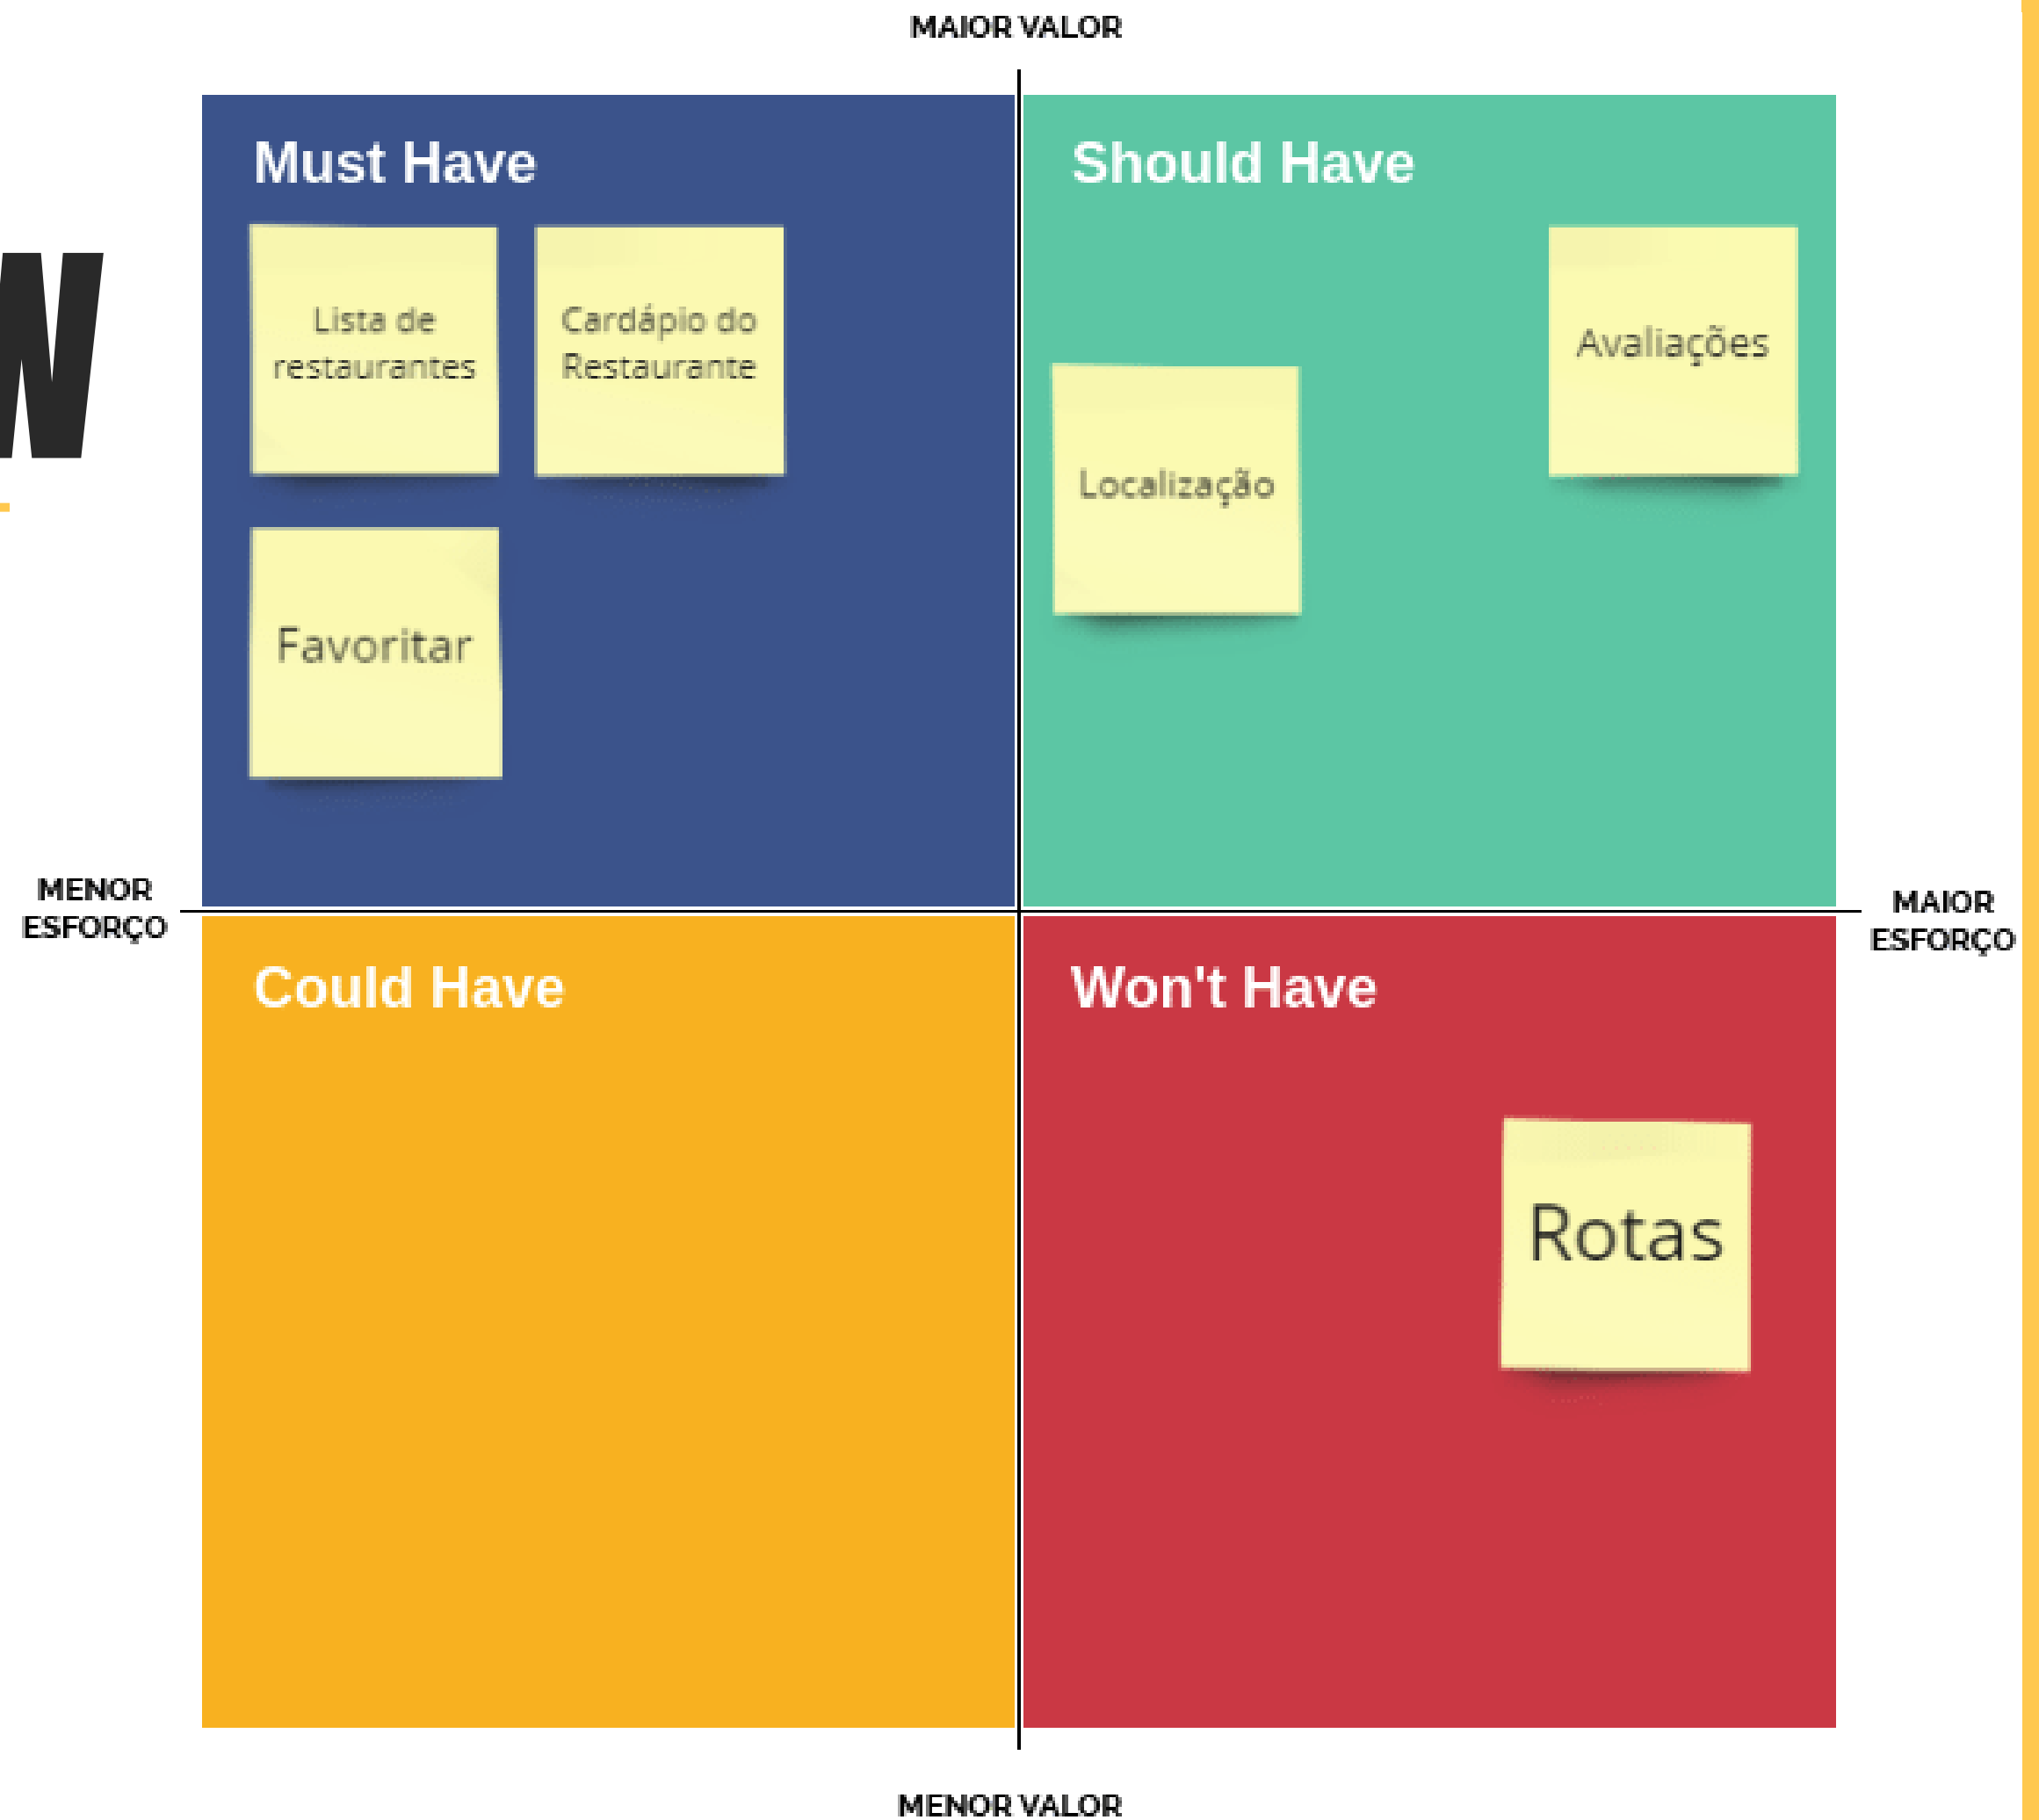 MAIOR VALOR
Must Have
Should Have
Lista de
restaurantes
Cardápio do
Restaurante
Avaliações
Localização
W
Favoritar
MENOR
ESFORÇO
MAIOR
ESFORÇO
Could Have
Won't Have
Rotas
MENOR VALOR